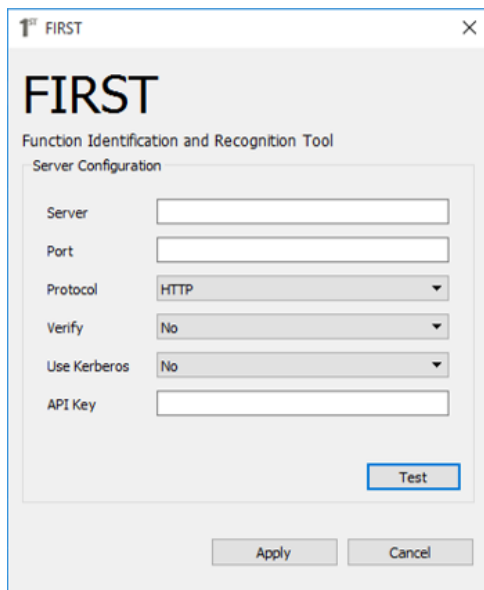 1ST FIRST
FIRST
Function Identification and Recognition Tool
Server Configuration
Server
Port
Protocol HTTP
Verify No
Use Kerberos No
API Key
Test
Apply Cancel